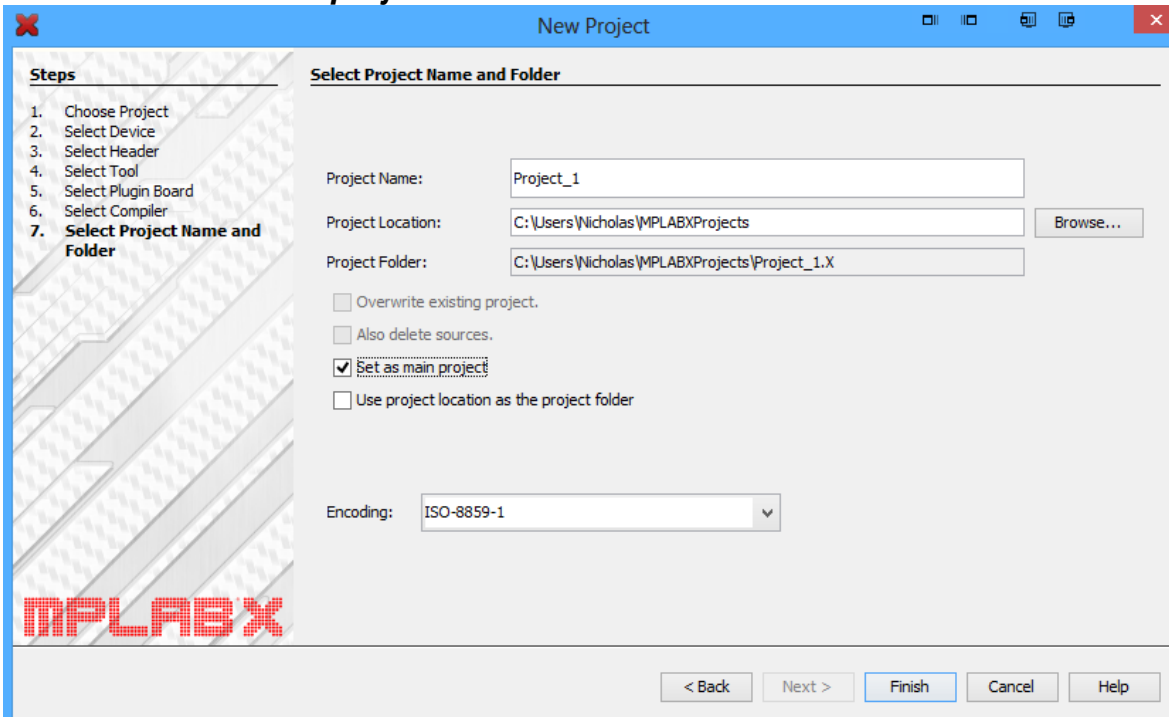 New Project
Steps
1. Choose Project
2. Select Device
3. Select Header
4. Select Tool
5. Select Plugin Board
6. Select Compiler
7. Select Project Name and
Folder
MPLAB X
Select Project Name and Folder
Project Name: Project_1
Project Location: C:\Users\Nicholas\MPLABXProjects Browse...
Project Folder: C:\Users\Nicholas\MPLABXProjects\Project_1.X
Overwrite existing project.
Also delete sources.
Set as main project
Use project location as the project folder
Encoding: ISO-8859-1
< Back Next > Finish Cancel Help